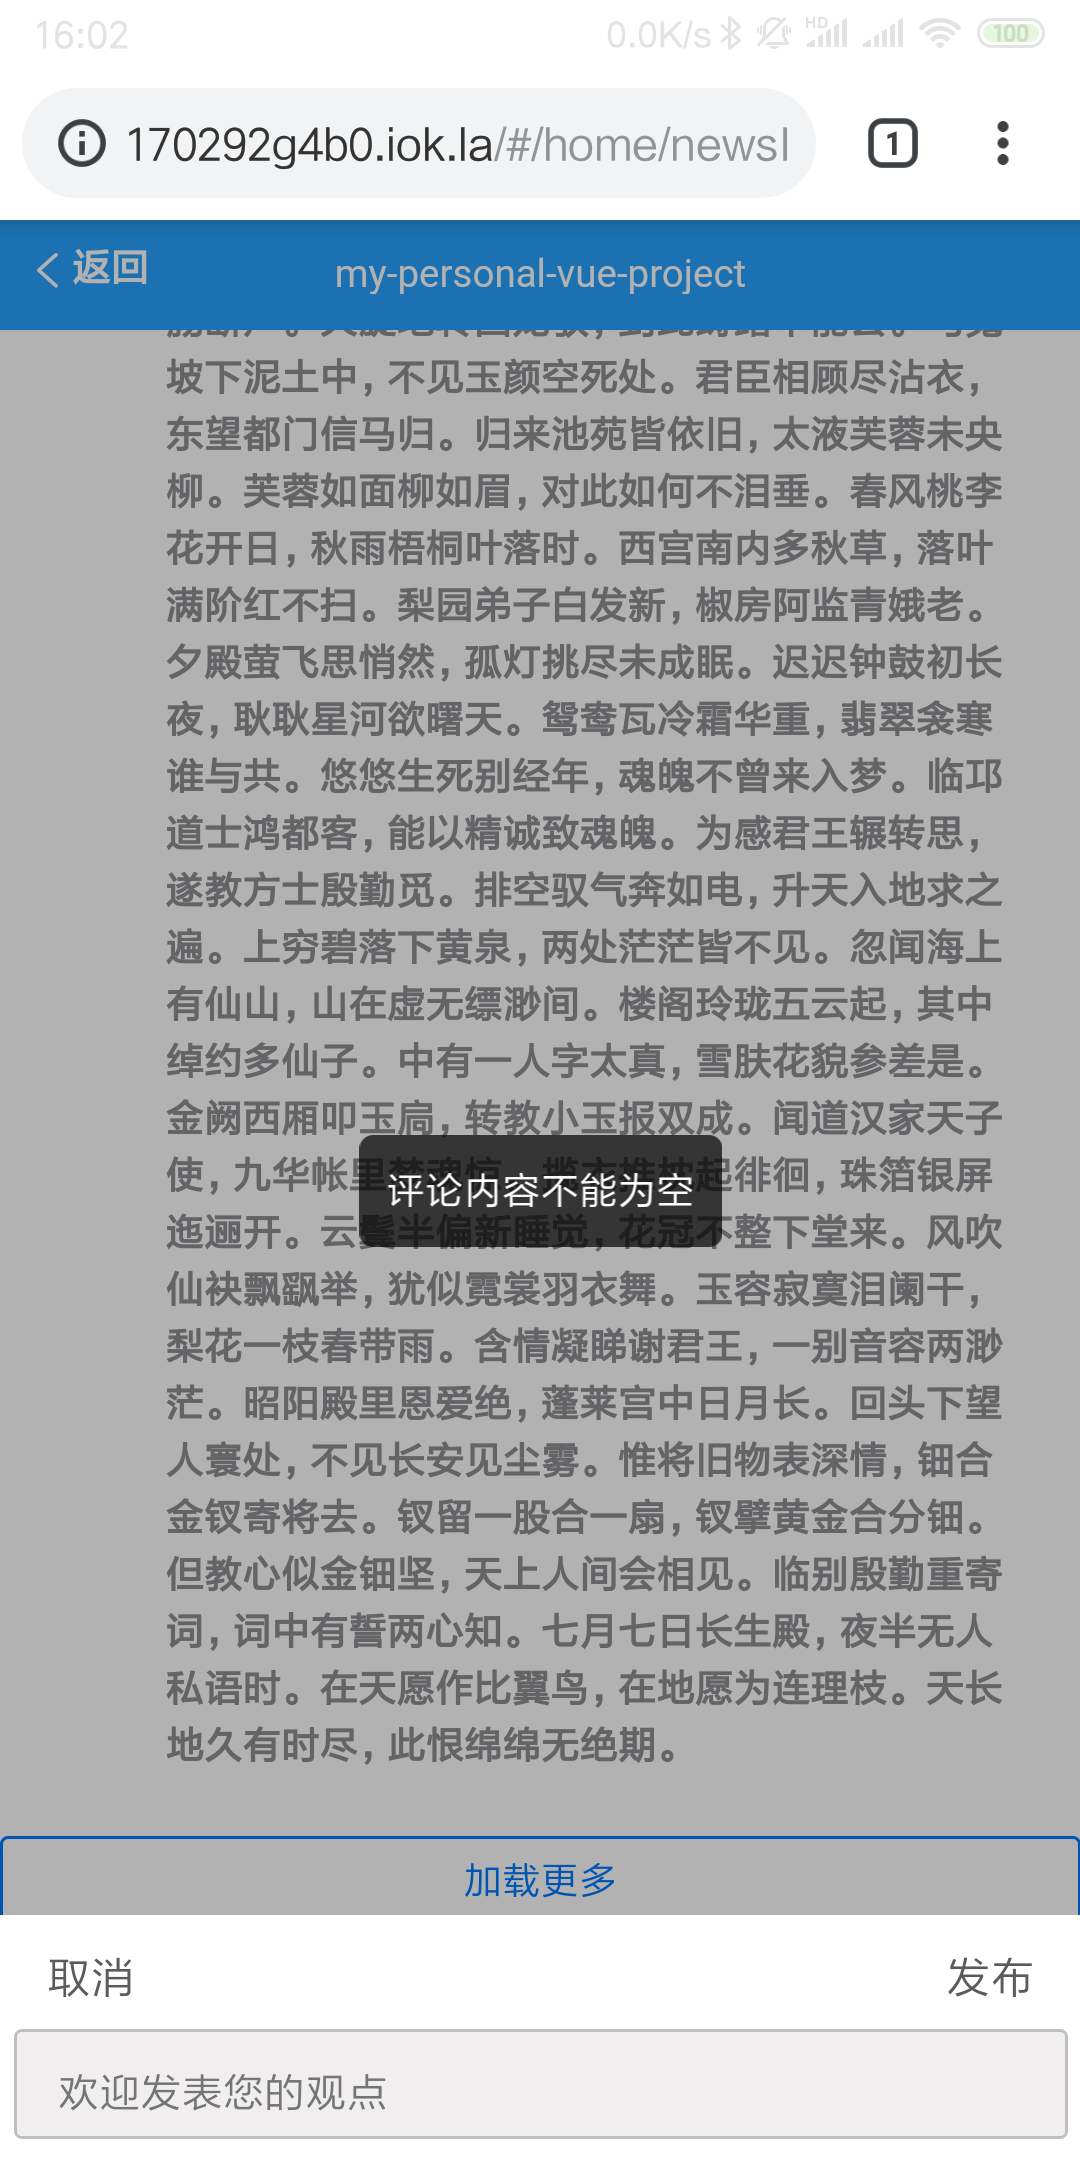 16:02
0.0K/s
HD
100
170292g4b0.iok.la/#/home/newsl
1
返回
my-personal-vue-project
坡下泥土中，不见玉颜空死处。君臣相顾尽沾衣，
东望都门信马归。归来池苑皆依旧，太液芙蓉未央
柳。芙蓉如面柳如眉，对此如何不泪垂。春风桃李
花开日，秋雨梧桐叶落时。西宫南内多秋草，落叶
满阶红不扫。梨园弟子白发新，椒房阿监青娥老。
夕殿萤飞思悄然，孤灯挑尽未成眠。迟迟钟鼓初长
夜，耿耿星河欲曙天。鸳鸯瓦冷霜华重，翡翠衾寒
谁与共。悠悠生死别经年，魂魄不曾来入梦。临邛
道士鸿都客，能以精诚致魂魄。为感君王辗转思，
遂教方士殷勤觅。排空驭气奔如电，升天入地求之
遍。上穷碧落下黄泉，两处茫茫皆不见。忽闻海上
有仙山，山在虚无缥渺间。楼阁玲珑五云起，其中
绰约多仙子。中有一人字太真，雪肤花貌参差是。
金阙西厢叩玉扃，转教小玉报双成。闻道汉家天子
使，九华帐里 起徘徊，珠箔银屏
评论内容不能为空
迤逦开。云鬓半偏新睡觉，花冠不整下堂来。风吹
仙袂飘飖举，犹似霓裳羽衣舞。玉容寂寞泪阑干，
梨花一枝春带雨。含情凝睇谢君王，一别音容两渺
茫。昭阳殿里恩爱绝，蓬莱宫中日月长。回头下望
人寰处，不见长安见尘雾。惟将旧物表深情，钿合
金钗寄将去。钗留一股合一扇，钗擘黄金合分钿。
但教心似金钿坚，天上人间会相见。临别殷勤重寄
词，词中有誓两心知。七月七日长生殿，夜半无人
私语时。在天愿作比翼鸟，在地愿为连理枝。天长
地久有时尽，此恨绵绵无绝期。
加载更多
取消
发布
欢迎发表您的观点